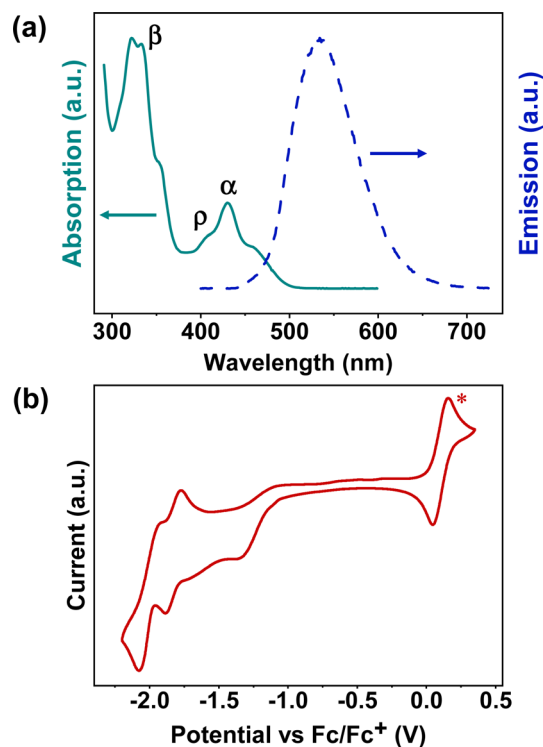 (a)
β
ρ
α
Absorption (a.u.)
Emission (a.u.)
300 400 500 600 700
Wavelength (nm)
(b)
*
Current (a.u.)
-2.0 -1.5 -1.0 -0.5 0.0 0.5
Potential vs Fc/Fc⁺ (V)